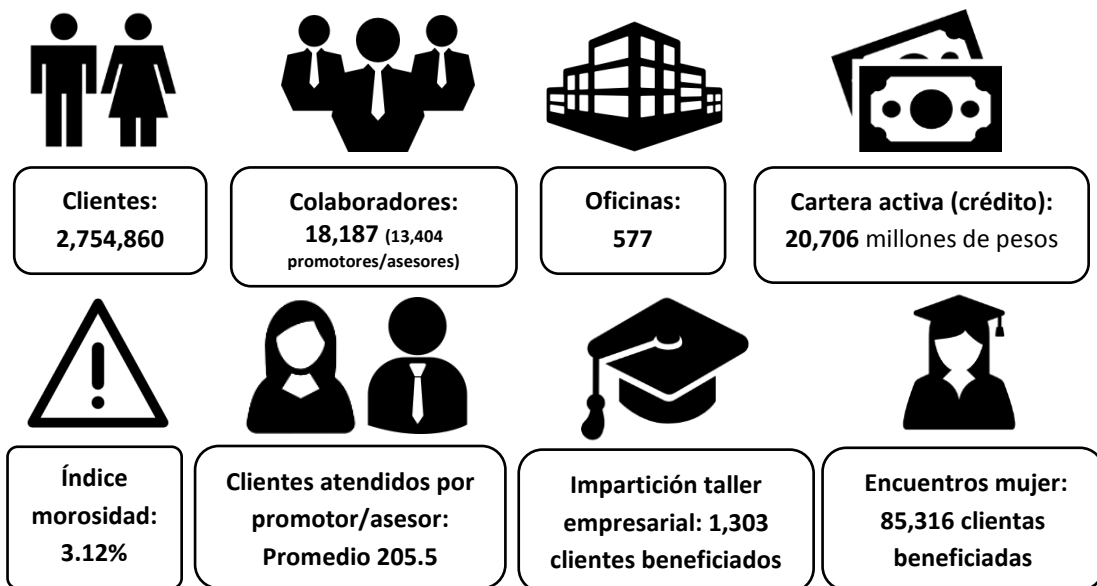 Clientes:
2,754,860
Colaboradores:
18,187 (13,404
promotores/asesores)
Oficinas:
577
Cartera activa (crédito):
20,706 millones de pesos
Índice
morosidad:
3.12%
Clientes atendidos por
promotor/asesor:
Promedio 205.5
Impartición taller
empresarial: 1,303
clientes beneficiados
Encuentros mujer:
85,316 clientas
beneficiadas